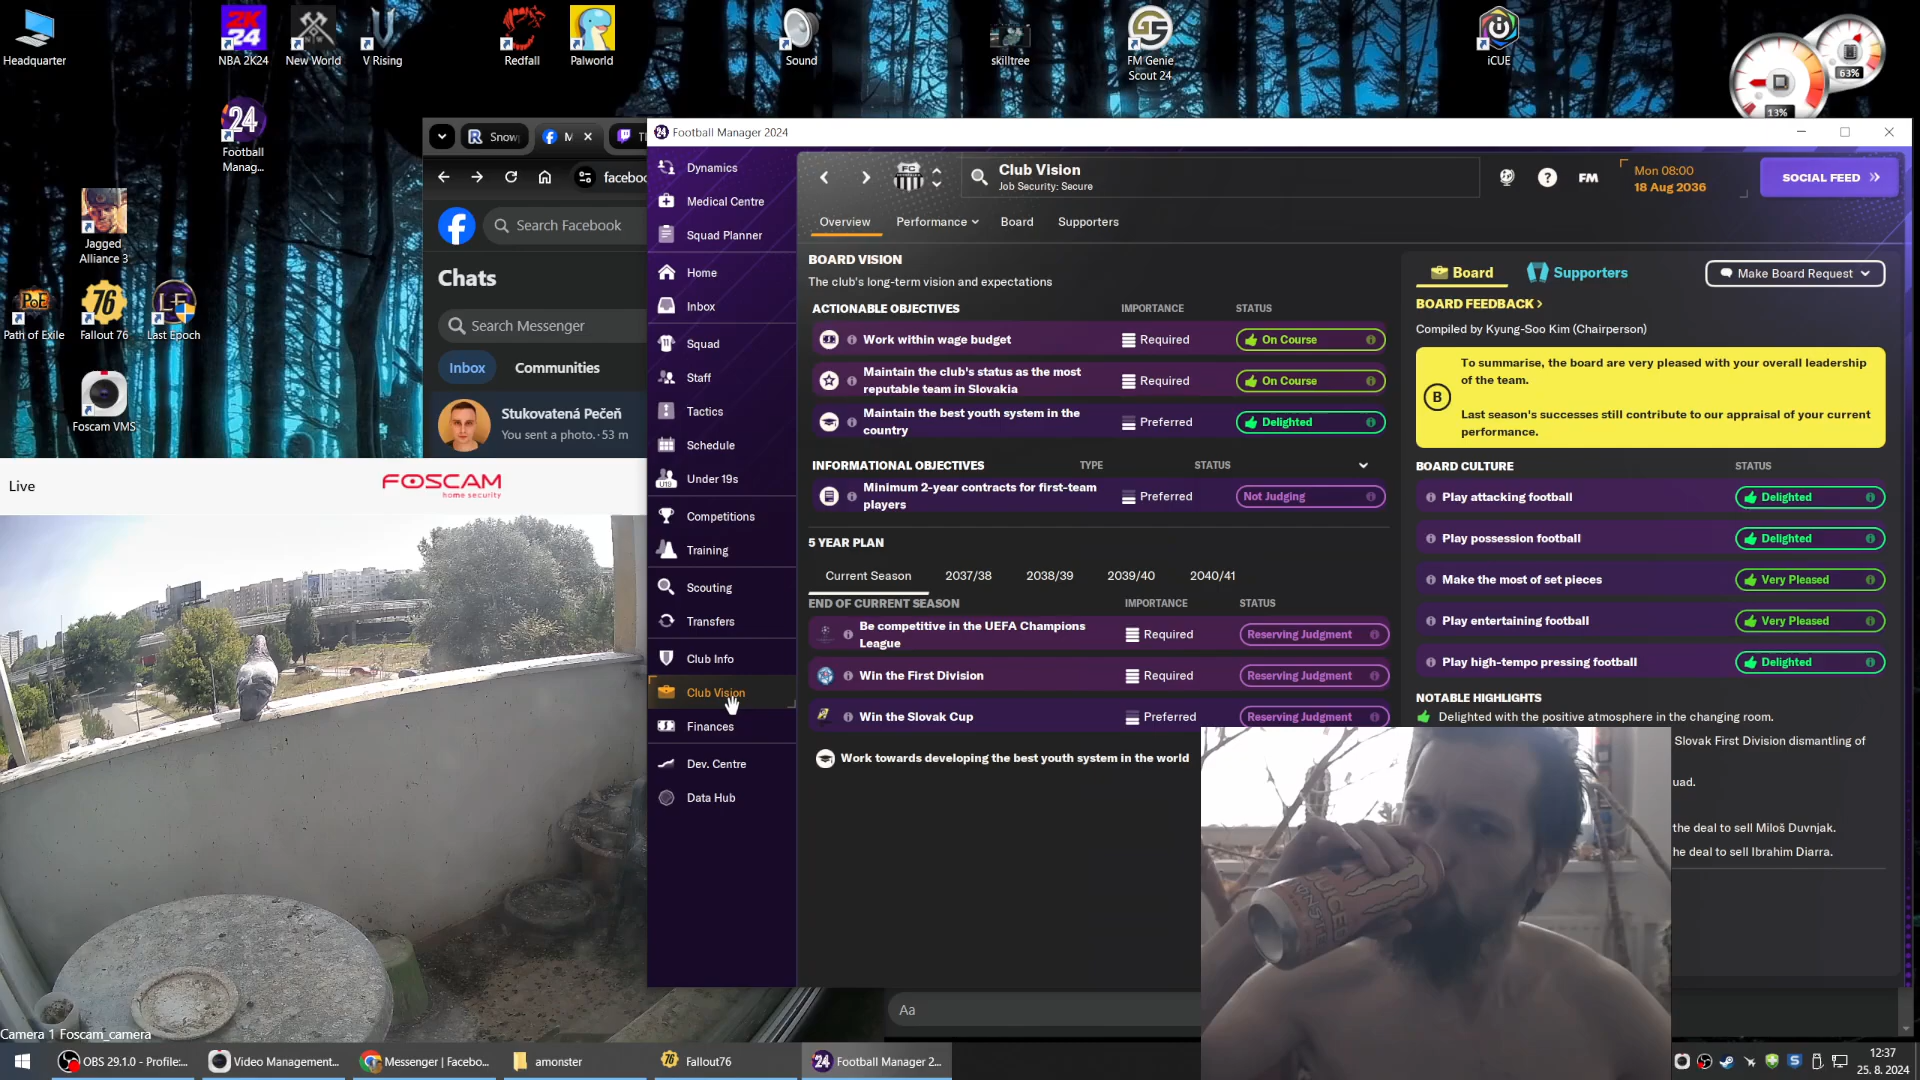 Headquarter
NBA 2K24
New World
V Rising
Redfall
Palworld
Sound
skilltree
FM Genie
Scout 24
iCUE
63%
13%
Football
Manag...
Jagged
Alliance 3
Path of Exile
Fallout 76
Last Epoch
Foscam VMS
Snow
M
facebo
Search Facebook
Chats
Search Messenger
Inbox
Communities
Stukovatená Pečeň
You sent a photo. · 53 m
Live
FOSCAM
home security
Camera 1 Foscam_camera
Football Manager 2024
Dynamics
Medical Centre
Squad Planner
Home
Inbox
Squad
Staff
Tactics
Schedule
Under 19s
Competitions
Training
Scouting
Transfers
Club Info
Club Vision
Finances
Dev. Centre
Data Hub
Club Vision
Job Security: Secure
FM
Mon 08:00
18 Aug 2036
SOCIAL FEED
Overview
Performance
Board
Supporters
BOARD VISION
The club's long-term vision and expectations
ACTIONABLE OBJECTIVES IMPORTANCE STATUS
Work within wage budget Required On Course
Maintain the club's status as the most
reputable team in Slovakia Required On Course
Maintain the best youth system in the
country Preferred Delighted
INFORMATIONAL OBJECTIVES TYPE STATUS
Minimum 2-year contracts for first-team
players Preferred Not Judging
5 YEAR PLAN
Current Season 2037/38 2038/39 2039/40 2040/41
END OF CURRENT SEASON IMPORTANCE STATUS
Be competitive in the UEFA Champions
League Required Reserving Judgment
Win the First Division Required Reserving Judgment
Win the Slovak Cup Preferred Reserving Judgment
Work towards developing the best youth system in the world
Board
Supporters
Make Board Request
BOARD FEEDBACK >
Compiled by Kyung-Soo Kim (Chairperson)
B
To summarise, the board are very pleased with your overall leadership
of the team.
Last season's successes still contribute to our appraisal of your current
performance.
BOARD CULTURE STATUS
Play attacking football Delighted
Play possession football Delighted
Make the most of set pieces Very Pleased
Play entertaining football Very Pleased
Play high-tempo pressing football Delighted
NOTABLE HIGHLIGHTS
Delighted with the positive atmosphere in the changing room.
Slovak First Division dismantling of
uad.
the deal to sell Miloš Duvnjak.
he deal to sell Ibrahim Diarra.
Aa
OBS 29.1.0 - Profile:...
Video Management...
Messenger | Facebo...
amonster
Fallout76
Football Manager 2...
12:37
25. 8. 2024